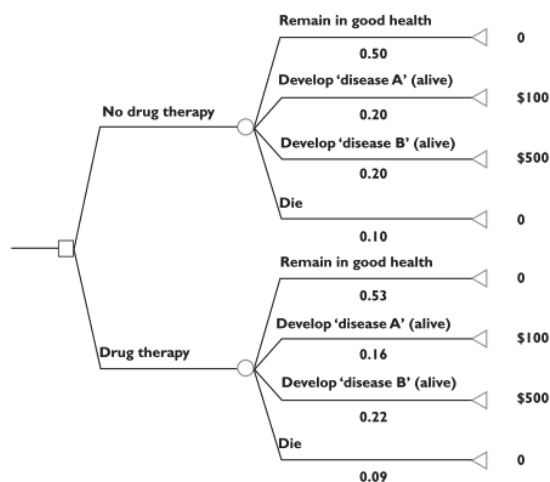 Remain in good health
0
0.50
Develop 'disease A' (alive)
$100
0.20
No drug therapy
Develop 'disease B' (alive)
$500
0.20
Die
0
0.10
Remain in good health
0
0.53
Develop 'disease A' (alive)
$100
0.16
Drug therapy
Develop 'disease B' (alive)
$500
0.22
Die
0
0.09